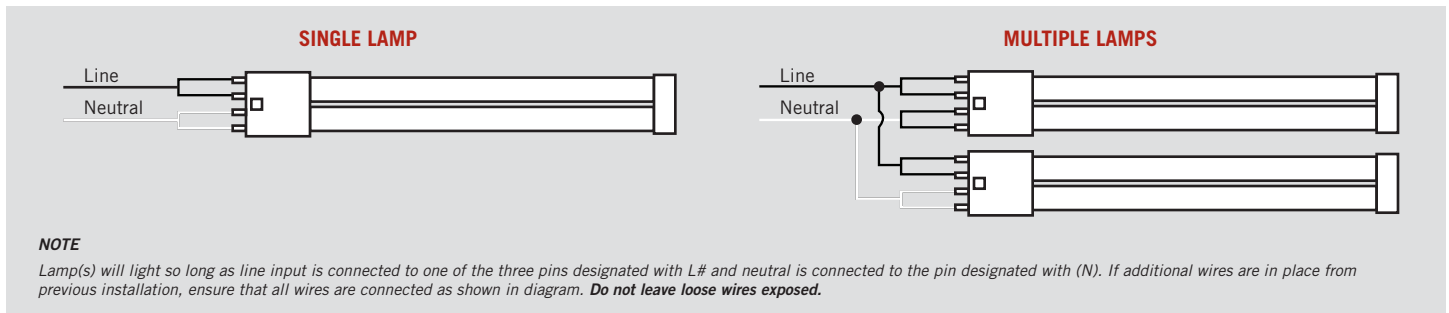 SINGLE LAMP
Line
Neutral
MULTIPLE LAMPS
Line
Neutral
NOTE
Lamp(s) will light so long as line input is connected to one of the three pins designated with L# and neutral is connected to the pin designated with (N). If additional wires are in place from
previous installation, ensure that all wires are connected as shown in diagram. Do not leave loose wires exposed.